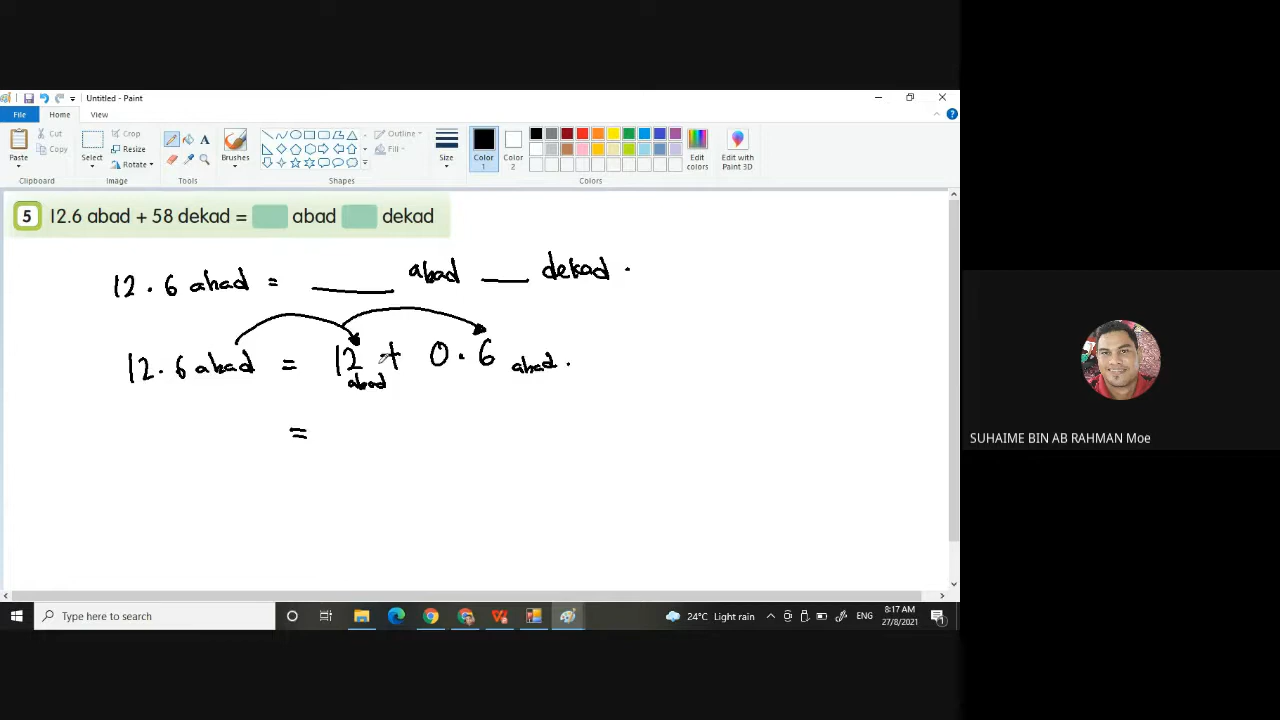 Untitled - Paint
File Home View
Paste Cut Copy Select Crop Resize Rotate Brushes Outline Fill Size Color 1 Color 2 Edit colors Edit with Paint 3D
Clipboard Image Tools Shapes Colors
5 12.6 abad + 58 dekad = abad dekad
12.6 abad = ____ abad __ dekad.
12.6 abad = 12 abad + 0.6 abad.
=
SUHAIME BIN AB RAHMAN Moe
Type here to search
24°C Light rain
ENG
8:17 AM
27/8/2021